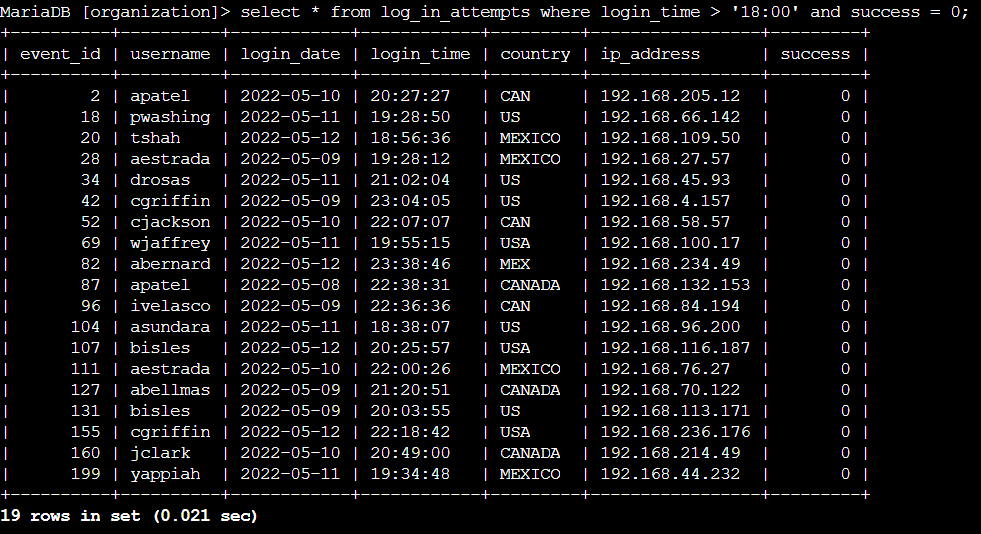 MariaDB [organization]> select * from log_in_attempts where login_time > '18:00' and success = 0;
+----------+----------+------------+------------+---------+-----------------+---------+
| event_id | username | login_date | login_time | country | ip_address      | success |
+----------+----------+------------+------------+---------+-----------------+---------+
|        2 | apatel   | 2022-05-10 | 20:27:27   | CAN     | 192.168.205.12  |       0 |
|       18 | pwashing | 2022-05-11 | 19:28:50   | US      | 192.168.66.142  |       0 |
|       20 | tshah    | 2022-05-12 | 18:56:36   | MEXICO  | 192.168.109.50  |       0 |
|       28 | aestrada | 2022-05-09 | 19:28:12   | MEXICO  | 192.168.27.57   |       0 |
|       34 | drosas   | 2022-05-11 | 21:02:04   | US      | 192.168.45.93   |       0 |
|       42 | cgriffin | 2022-05-09 | 23:04:05   | US      | 192.168.4.157   |       0 |
|       52 | cjackson | 2022-05-10 | 22:07:07   | CAN     | 192.168.58.57   |       0 |
|       69 | wjaffrey | 2022-05-11 | 19:55:15   | USA     | 192.168.100.17  |       0 |
|       82 | abernard | 2022-05-12 | 23:38:46   | MEX     | 192.168.234.49  |       0 |
|       87 | apatel   | 2022-05-08 | 22:38:31   | CANADA  | 192.168.132.153 |       0 |
|       96 | ivelasco | 2022-05-09 | 22:36:36   | CAN     | 192.168.84.194  |       0 |
|      104 | asundara | 2022-05-11 | 18:38:07   | US      | 192.168.96.200  |       0 |
|      107 | bisles   | 2022-05-12 | 20:25:57   | USA     | 192.168.116.187 |       0 |
|      111 | aestrada | 2022-05-10 | 22:00:26   | MEXICO  | 192.168.76.27   |       0 |
|      127 | abellmas | 2022-05-09 | 21:20:51   | CANADA  | 192.168.70.122  |       0 |
|      131 | bisles   | 2022-05-09 | 20:03:55   | US      | 192.168.113.171 |       0 |
|      155 | cgriffin | 2022-05-12 | 22:18:42   | USA     | 192.168.236.176 |       0 |
|      160 | jclark   | 2022-05-10 | 20:49:00   | CANADA  | 192.168.214.49  |       0 |
|      199 | yappiah  | 2022-05-11 | 19:34:48   | MEXICO  | 192.168.44.232  |       0 |
+----------+----------+------------+------------+---------+-----------------+---------+
19 rows in set (0.021 sec)